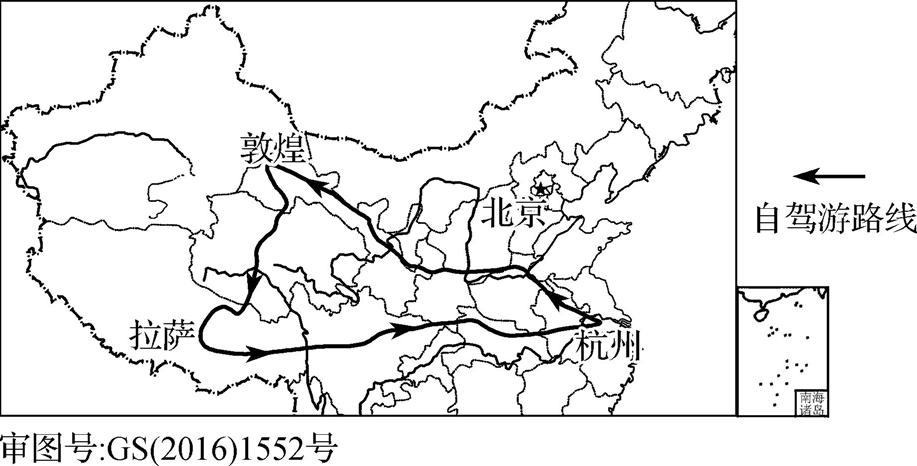 敦煌
北京
自驾游路线
拉萨
杭州
南海
诸岛
审图号:GS(2016)1552号